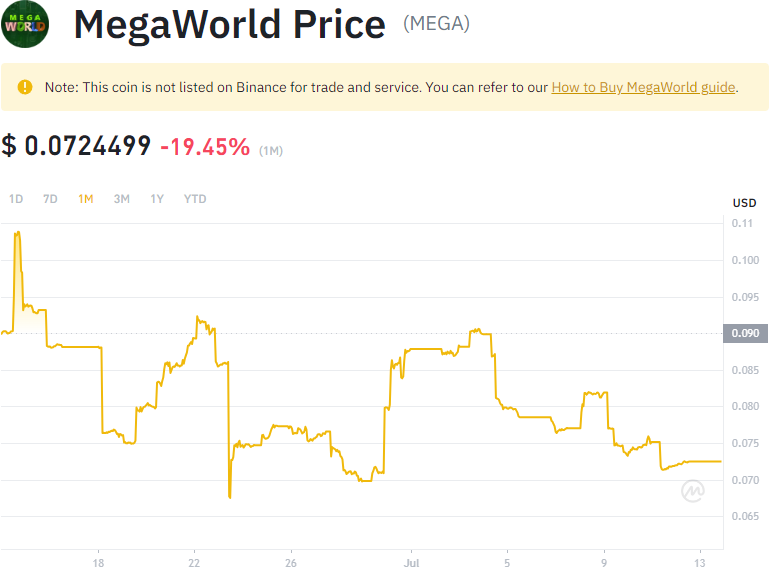 MEGA
WORLD
MegaWorld Price (MEGA)
Note: This coin is not listed on Binance for trade and service. You can refer to our How to Buy MegaWorld guide.
$ 0.0724499 -19.45% (1M)
1D 7D 1M 3M 1Y YTD
USD
0.11
0.100
0.095
0.090
0.085
0.080
0.075
0.070
0.065
18 22 26 Jul 5 9 13